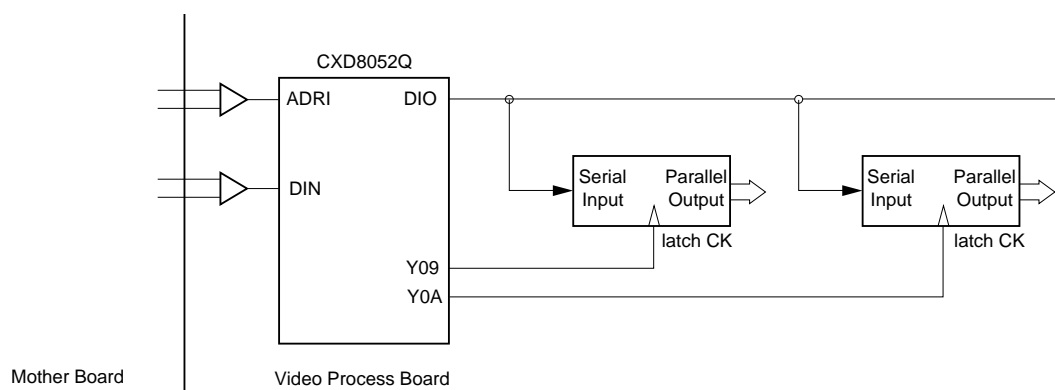 CXD8052Q
ADRI
DIO
DIN
Serial Input
Parallel Output
latch CK
Serial Input
Parallel Output
latch CK
Y09
Y0A
Mother Board
Video Process Board